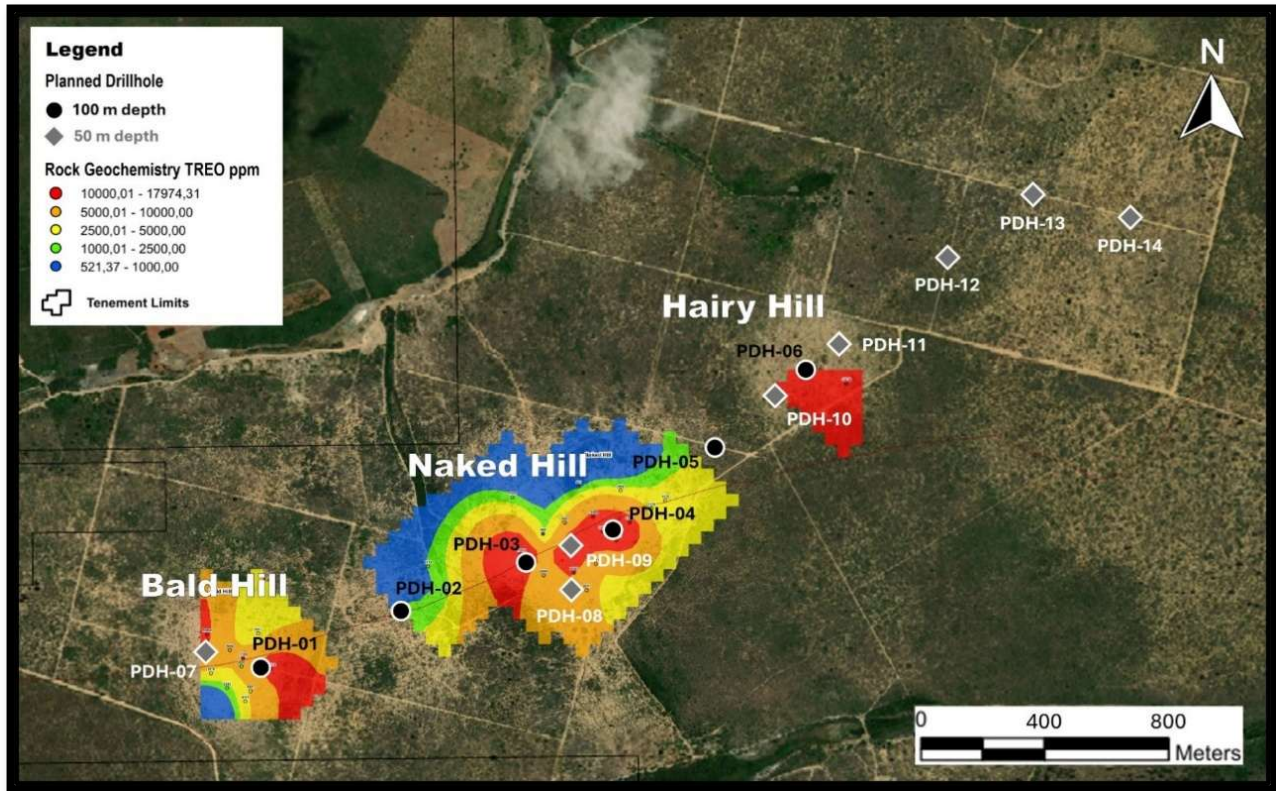 Legend
Planned Drillhole
100 m depth
50 m depth
Rock Geochemistry TREO ppm
10000,01 - 17974,31
5000,01 - 10000,00
2500,01 - 5000,00
1000,01 - 2500,00
521,37 - 1000,00
Tenement Limits
N
PDH-13
PDH-14
PDH-12
Hairy Hill
PDH-06
PDH-11
PDH-10
Naked Hill
PDH-05
PDH-04
PDH-03
PDH-09
PDH-02
PDH-08
Bald Hill
PDH-01
PDH-07
0 400 800
Meters